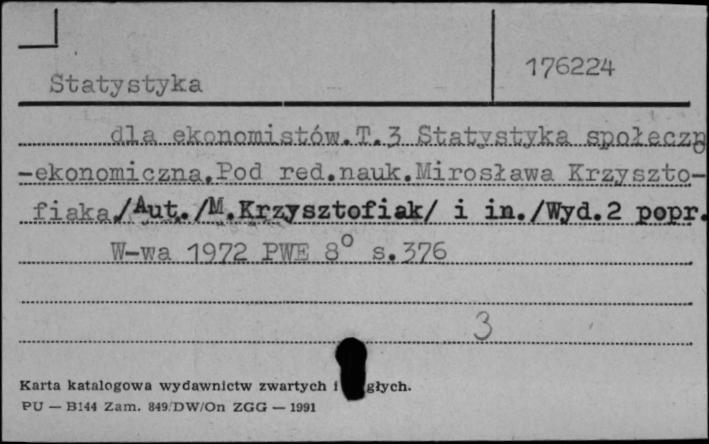 176224
Statystyka
dla ekonomistów.T.3 Statystyka społeczno
-ekonomiczna.Pod red.nauk.Mirosława Krzyszto-
fiaka./Aut./M.Krzysztofiak/ i in./Wyd.2 popr.
W-wa 1972 PWE 8° s.376
3
Karta katalogowa wydawnictw zwartych i głych.
PU — B144 Zam. 849/DW/On ZGG — 1991